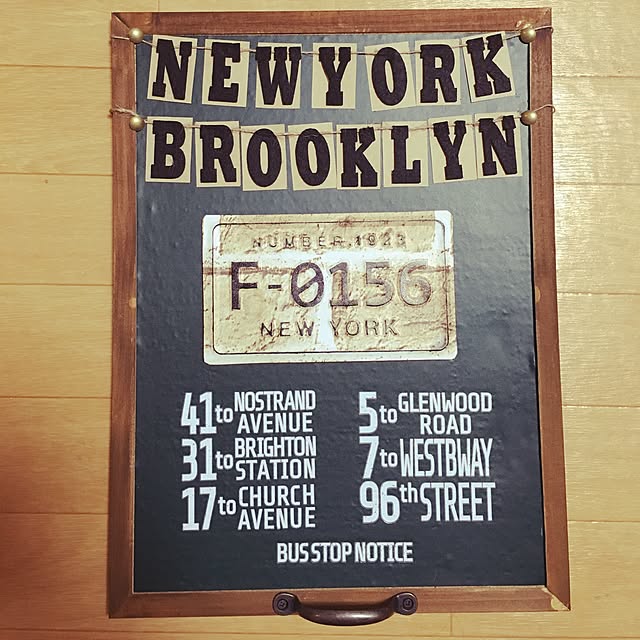 NEWYORK
BROOKLYN
NUMBER.1923
F-0156
NEW YORK
41 to NOSTRAND AVENUE
5 to GLENWOOD ROAD
31 to BRIGHTON STATION
7 to WESTBWAY
17 to CHURCH AVENUE
96th STREET
BUS STOP NOTICE